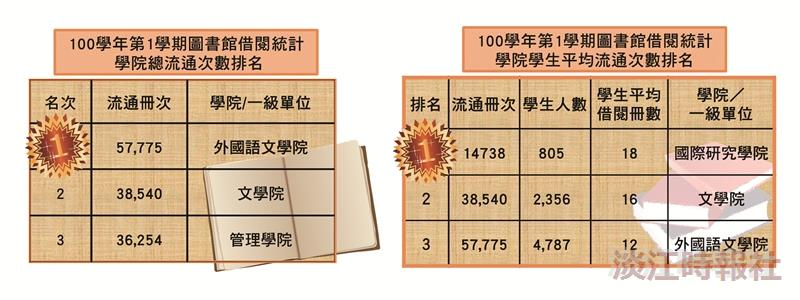 100學年第1學期圖書館借閱統計
學院總流通次數排名
名次 流通冊次 學院/一級單位
1 57,775 外國語文學院
2 38,540 文學院
3 36,254 管理學院
100學年第1學期圖書館借閱統計
學院學生平均流通次數排名
排名 流通冊次 學生人數 學生平均借閱冊數 學院／一級單位
1 14738 805 18 國際研究學院
2 38,540 2,356 16 文學院
3 57,775 4,787 12 外國語文學院
淡江時報社